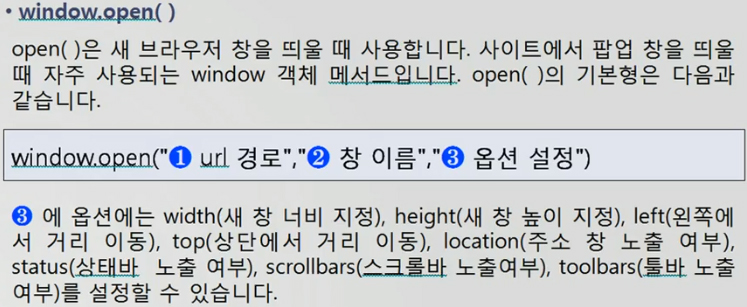 • window.open( )
open( )은 새 브라우저 창을 띄울 때 사용합니다. 사이트에서 팝업 창을 띄울
때 자주 사용되는 window 객체 메서드입니다. open( )의 기본형은 다음과
같습니다.
window.open("❶ url 경로","❷ 창 이름","❸ 옵션 설정")
❸ 에 옵션에는 width(새 창 너비 지정), height(새 창 높이 지정), left(왼쪽에
서 거리 이동), top(상단에서 거리 이동), location(주소 창 노출 여부),
status(상태바 노출 여부), scrollbars(스크롤바 노출여부), toolbars(툴바 노출
여부)를 설정할 수 있습니다.